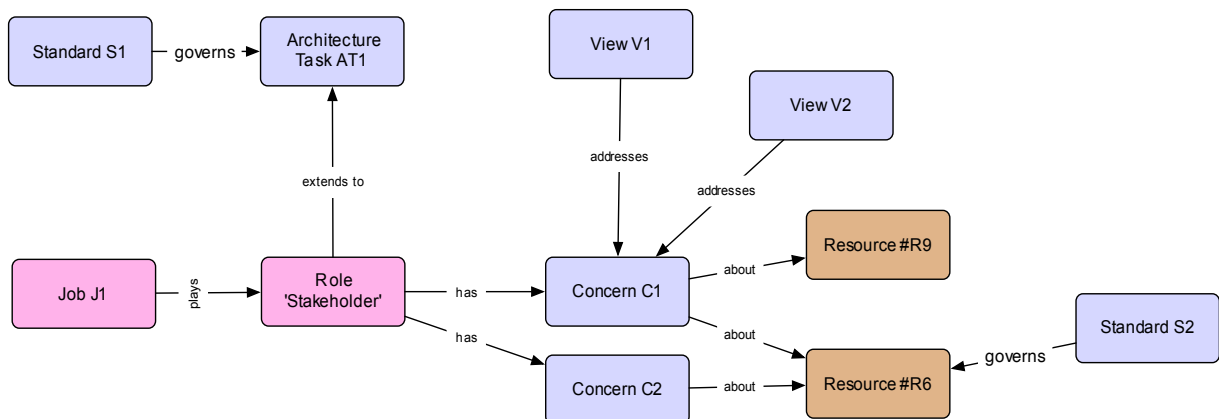 View V1
Standard S1
governs
Architecture
Task AT1
View V2
addresses
extends to
addresses
Resource #R9
Job J1
plays
Role
'Stakeholder'
has
Concern C1
about
about
Standard S2
has
governs
Concern C2
about
Resource #R6